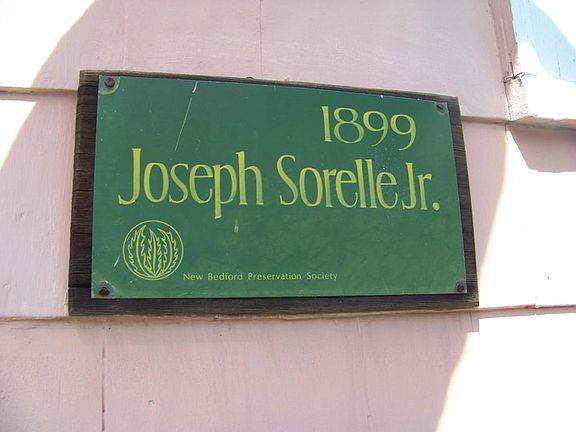 1899
Joseph Sorelle Jr.
New Bedford Preservation Society